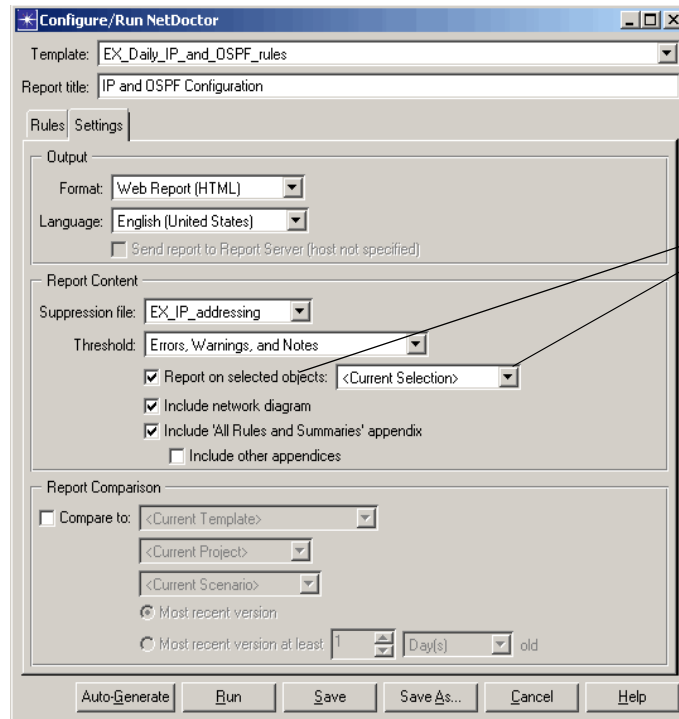 Configure/Run NetDoctor
Template: EX_Daily_IP_and_OSPF_rules
Report title: IP and OSPF Configuration
Rules Settings
Output
Format: Web Report (HTML)
Language: English (United States)
Send report to Report Server (host not specified)
Report Content
Suppression file: EX_IP_addressing
Threshold: Errors, Warnings, and Notes
Report on selected objects: <Current Selection>
Include network diagram
Include 'All Rules and Summaries' appendix
Include other appendices
Report Comparison
Compare to: <Current Template>
<Current Project>
<Current Scenario>
Most recent version
Most recent version at least 1 Day(s) old
Auto-Generate Run Save Save As... Cancel Help